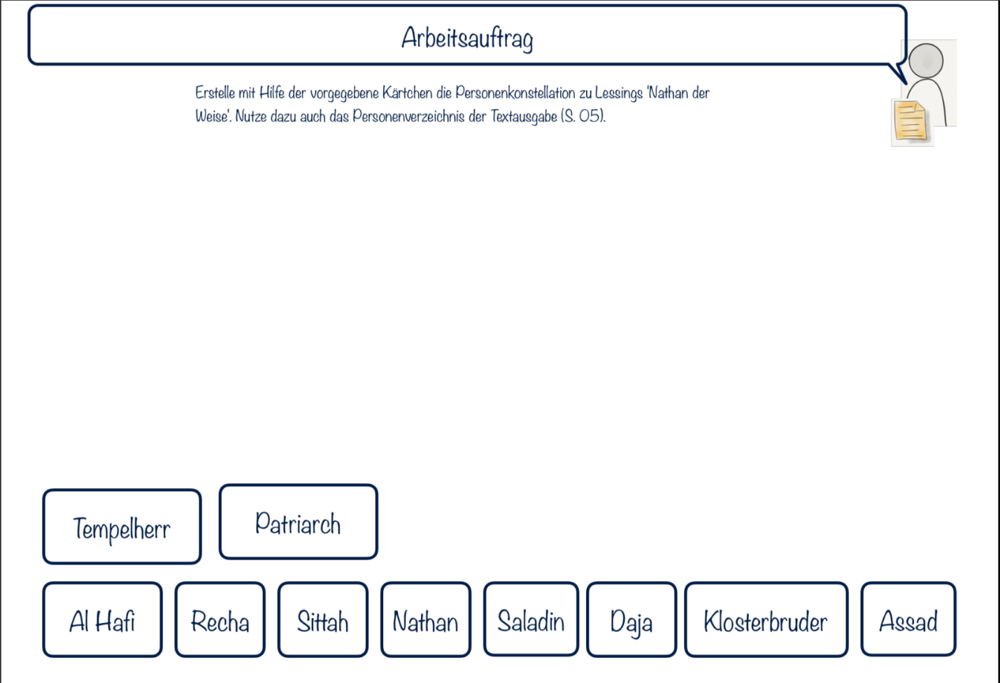 Arbeitsauftrag
Erstelle mit Hilfe der vorgegebene Kärtchen die Personenkonstellation zu Lessings 'Nathan der
Weise'. Nutze dazu auch das Personenverzeichnis der Textausgabe (S. 05).
Tempelherr
Patriarch
Al Hafi
Recha
Sittah
Nathan
Saladin
Daja
Klosterbruder
Assad